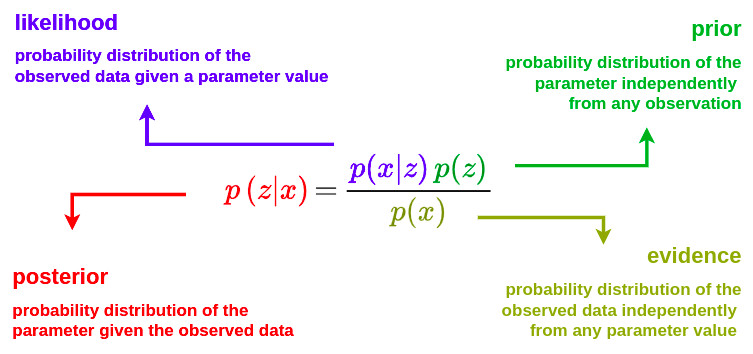 likelihood
probability distribution of the
observed data given a parameter value
prior
probability distribution of the
parameter independently
from any observation
p(z|x) = p(x|z) p(z)
p(x)
posterior
probability distribution of the
parameter given the observed data
evidence
probability distribution of the
observed data independently
from any parameter value